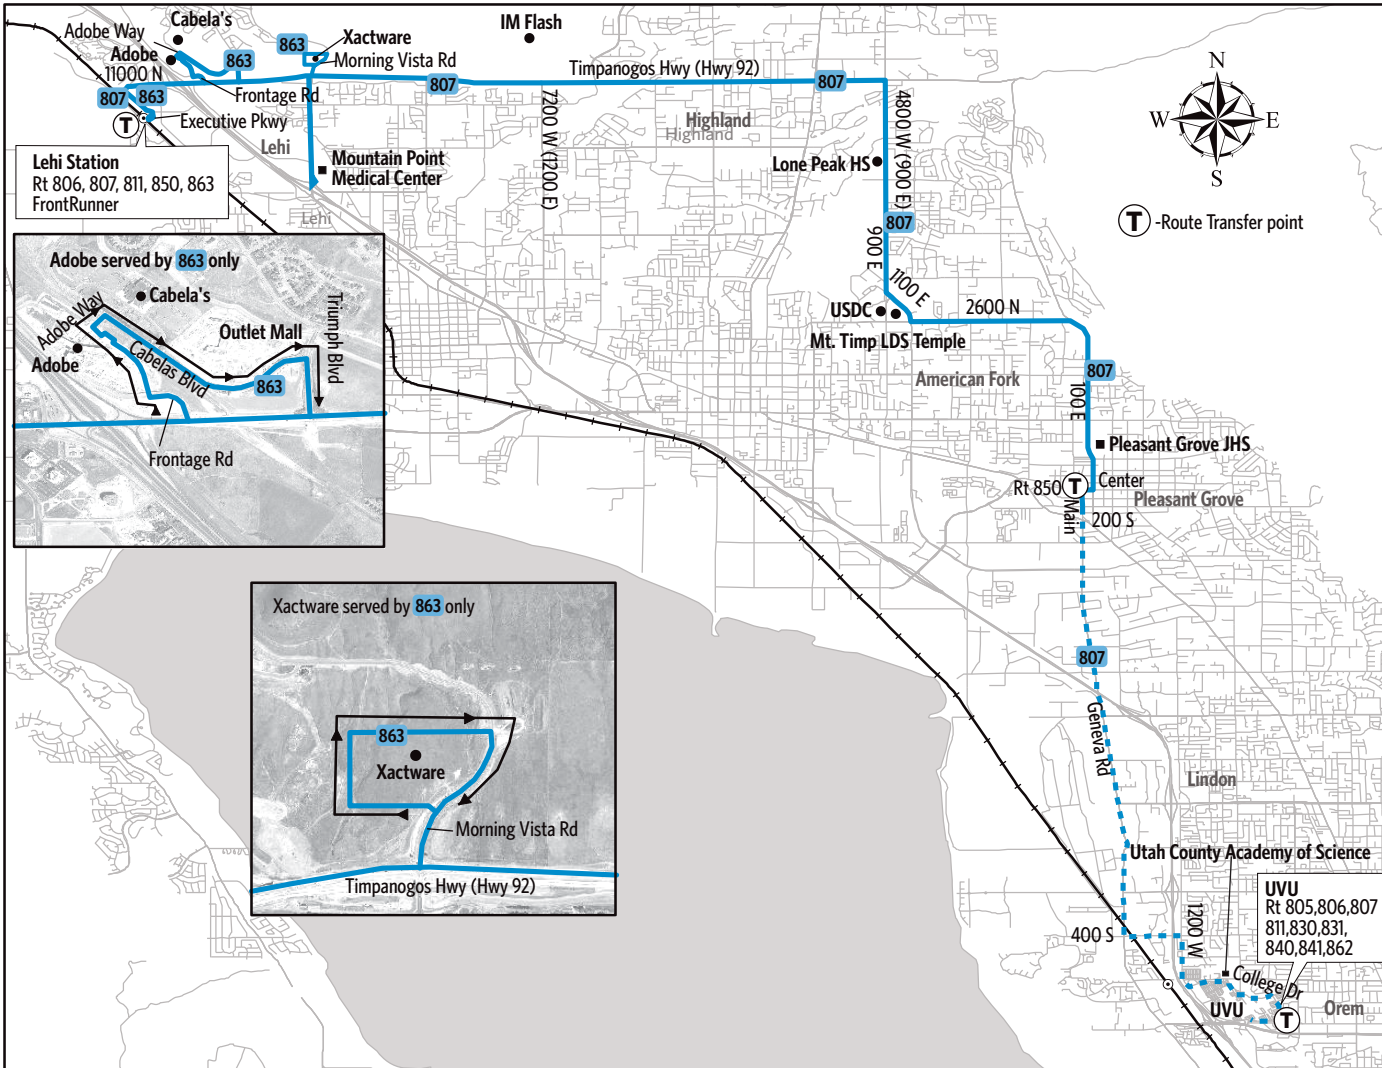 Cabela's
Adobe Way
Adobe
863
11000 N
807
863
Frontage Rd
Executive Pkwy
T
863
Xactware
Morning Vista Rd
IM Flash
807
Timpanogos Hwy (Hwy 92)
807
Lehi
Lehi
Mountain Point
Medical Center
Lehi Station
Rt 806, 807, 811, 850, 863
FrontRunner
7200 W (1200 E)
Highland
Highland
4800 W (900 E)
Lone Peak HS
807
900 E
1100 E
USDC
Mt. Timp LDS Temple
2600 N
American Fork
807
100 E
Pleasant Grove JHS
Rt 850
T
Center
Pleasant Grove
Main
200 S
807
Geneva Rd
Lindon
Utah County Academy of Science
400 S
1200 W
College Dr
UVU
T
Orem
UVU
Rt 805,806,807
811,830,831,
840,841,862
N
W
E
S
T
-Route Transfer point
Adobe served by 863 only
Cabela's
Adobe Way
Outlet Mall
Triumph Blvd
Adobe
Cabelas Blvd
863
Frontage Rd
Xactware served by 863 only
863
Xactware
Morning Vista Rd
Timpanogos Hwy (Hwy 92)